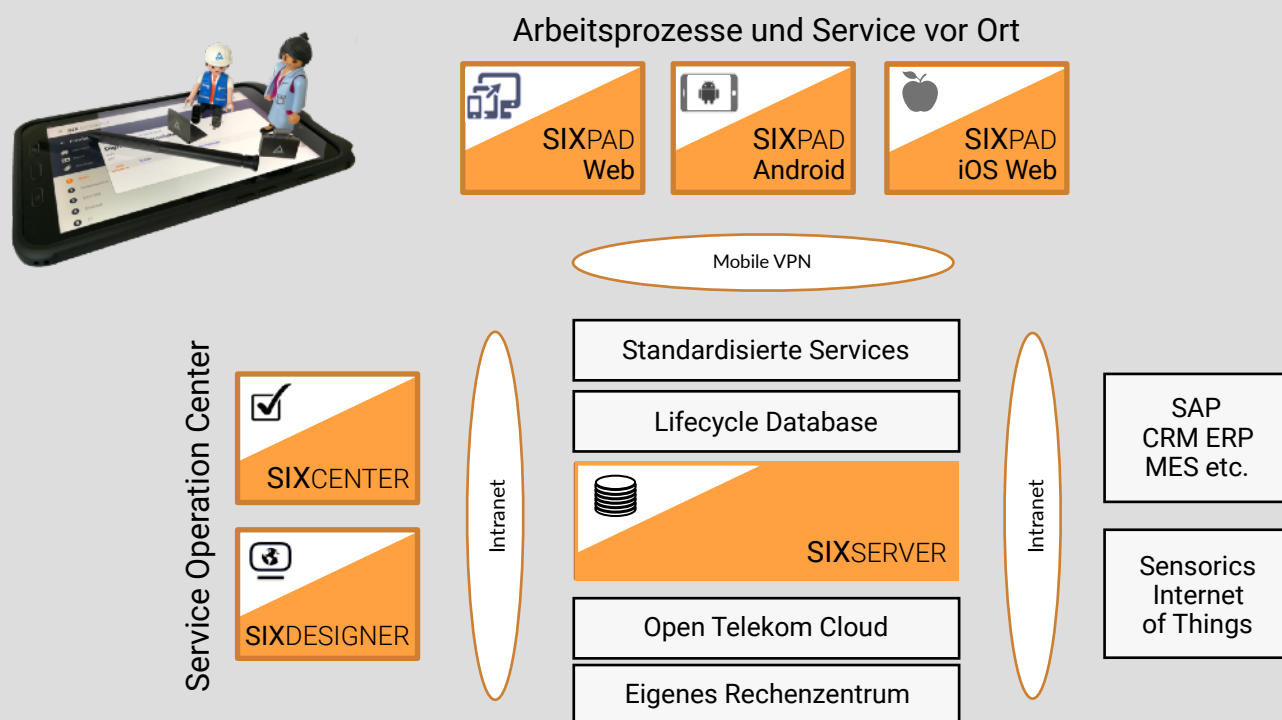 Arbeitsprozesse und Service vor Ort
SIXPAD
Web
SIXPAD
Android
SIXPAD
iOS Web
Mobile VPN
Service Operation Center
SIXCENTER
SIXDESIGNER
Intranet
Standardisierte Services
Lifecycle Database
SIXSERVER
Open Telekom Cloud
Eigenes Rechenzentrum
Intranet
SAP
CRM ERP
MES etc.
Sensorics
Internet
of Things